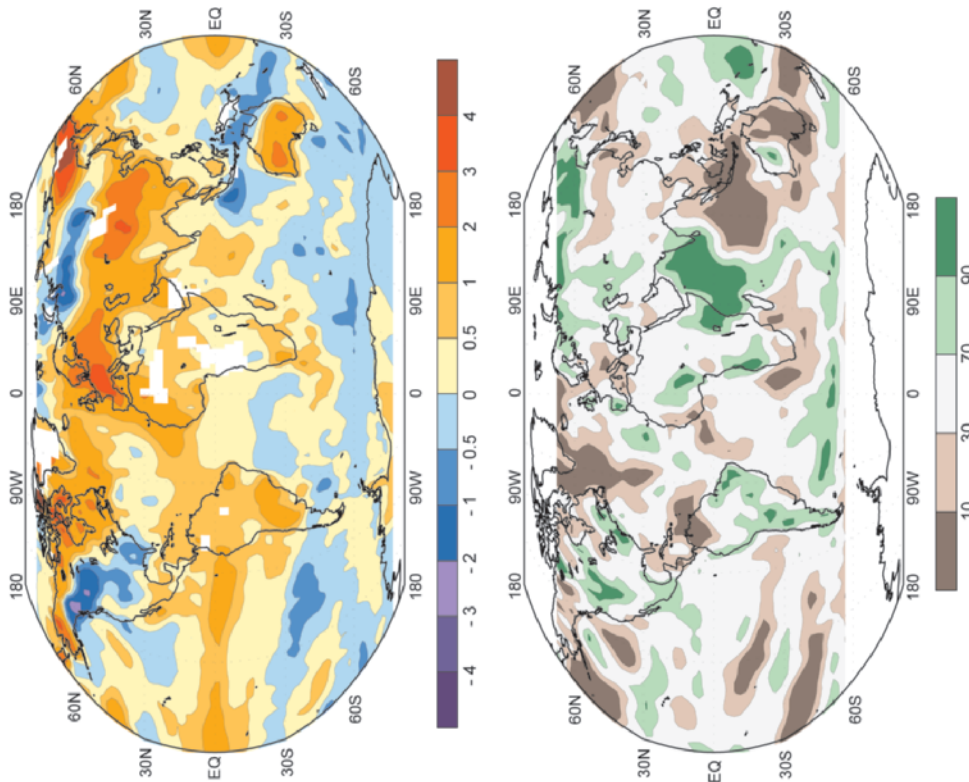 180 90W 0 90E 180
60N 60N
30N 30N
EQ EQ
30S 30S
60S 60S
- 4 - 3 - 2 - 1 - 0.5 0 0.5 1 2 3 4
180 90W 0 90E 180
60N 60N
30N 30N
EQ EQ
30S 30S
60S 60S
10 30 70 90